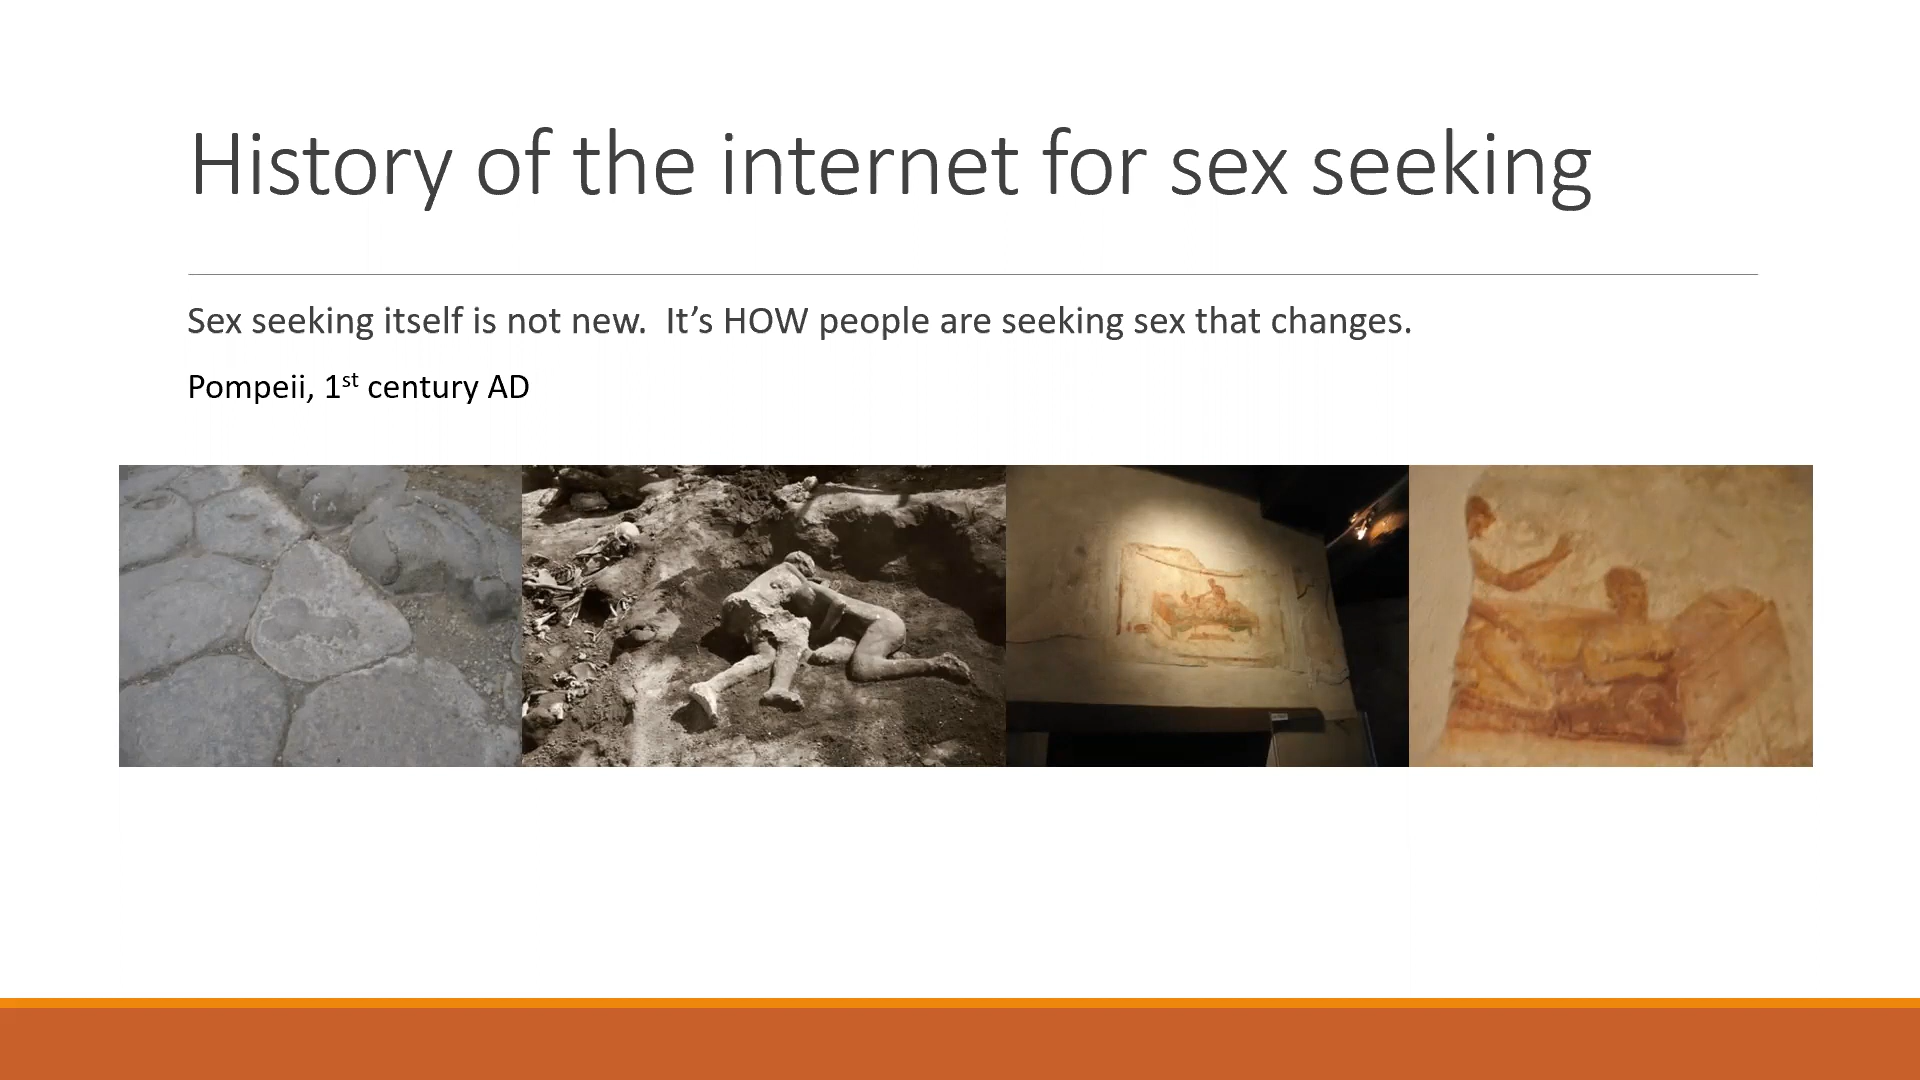 History of the internet for sex seeking
Sex seeking itself is not new.  It’s HOW people are seeking sex that changes.
Pompeii, 1st century AD